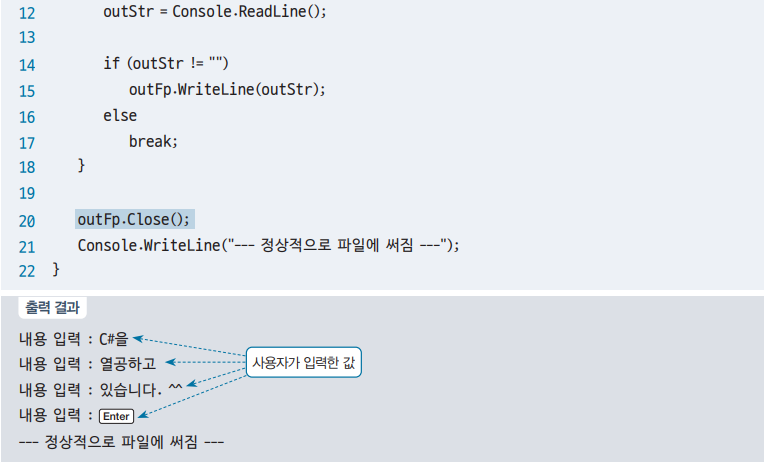 12 outStr = Console.ReadLine();
13
14 if (outStr != "")
15 outFp.WriteLine(outStr);
16 else
17 break;
18 }
19
20 outFp.Close();
21 Console.WriteLine("--- 정상적으로 파일에 써짐 ---");
22 }
출력 결과
내용 입력 : C#을
내용 입력 : 열공하고
사용자가 입력한 값
내용 입력 : 있습니다. ^^
내용 입력 : Enter
--- 정상적으로 파일에 써짐 ---